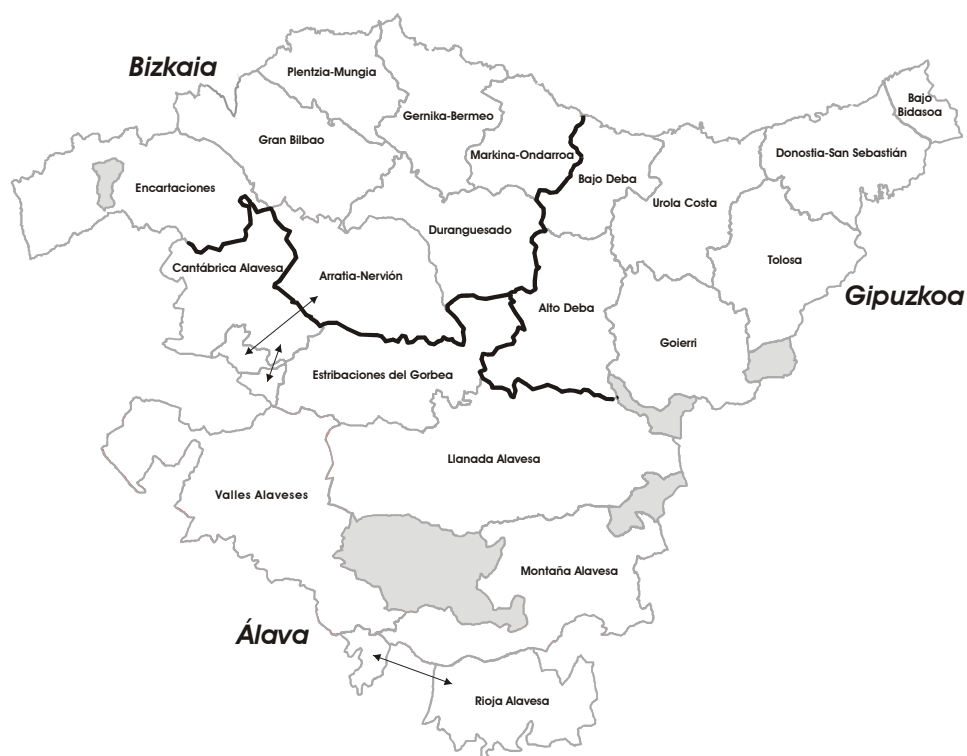 Bizkaia
Plentzia-Mungia
Gernika-Bermeo
Bajo
Bidasoa
Gran Bilbao
Markina-Ondarroa
Donostia-San Sebastián
Bajo Deba
Encartaciones
Urola Costa
Duranguesado
Tolosa
Cantábrica Alavesa
Arratia-Nervión
Gipuzkoa
Alto Deba
Goierri
Estribaciones del Gorbea
Llanada Alavesa
Valles Alaveses
Montaña Alavesa
Álava
Rioja Alavesa